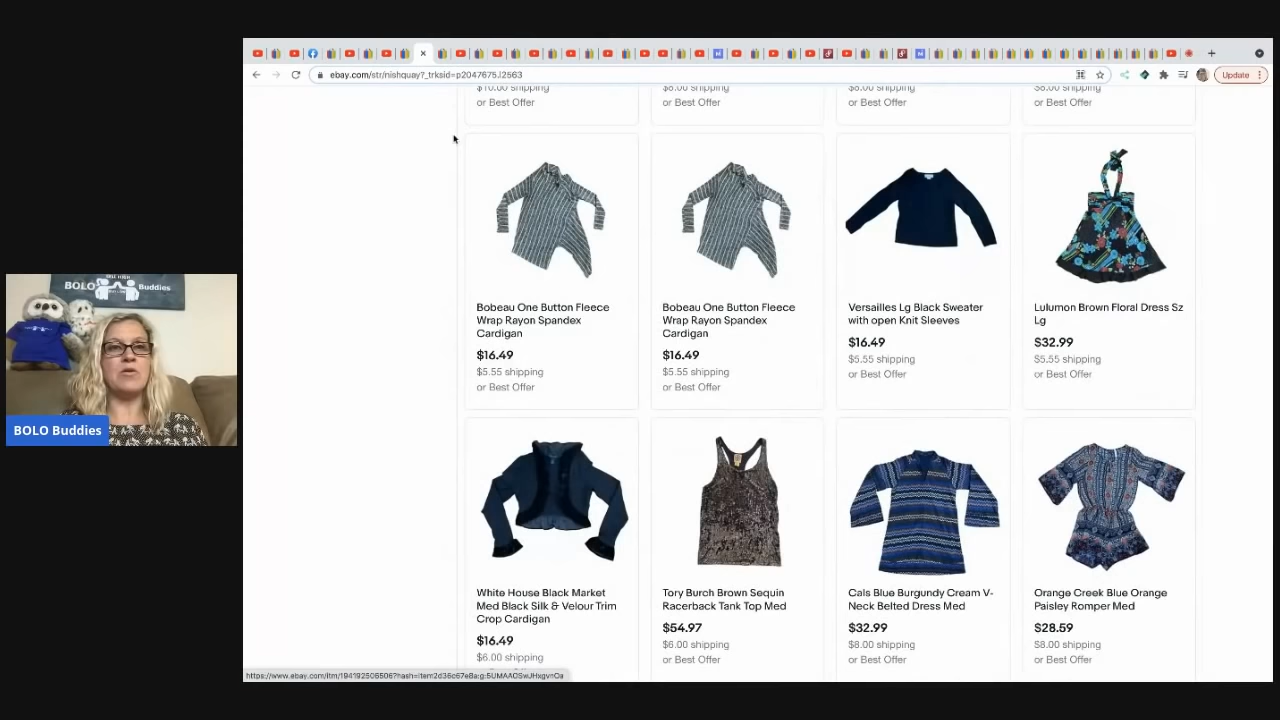 ebay.com/str/nishquay?_trksid=p2047675.l2563
Update
$10.00 shipping
$8.00 shipping
$8.00 shipping
$8.00 shipping
or Best Offer
or Best Offer
or Best Offer
or Best Offer
Bobeau One Button Fleece
Wrap Rayon Spandex
Cardigan
$16.49
$5.55 shipping
or Best Offer
Bobeau One Button Fleece
Wrap Rayon Spandex
Cardigan
$16.49
$5.55 shipping
or Best Offer
Versailles Lg Black Sweater
with open Knit Sleeves
$16.49
$5.55 shipping
or Best Offer
Lulumon Brown Floral Dress Sz
Lg
$32.99
$5.55 shipping
or Best Offer
White House Black Market
Med Black Silk & Velour Trim
Crop Cardigan
$16.49
$6.00 shipping
Tory Burch Brown Sequin
Racerback Tank Top Med
$54.97
$6.00 shipping
or Best Offer
Cals Blue Burgundy Cream V-
Neck Belted Dress Med
$32.99
$8.00 shipping
or Best Offer
Orange Creek Blue Orange
Paisley Romper Med
$28.59
$8.00 shipping
or Best Offer
BOLO Buddies
BOLO Buddies